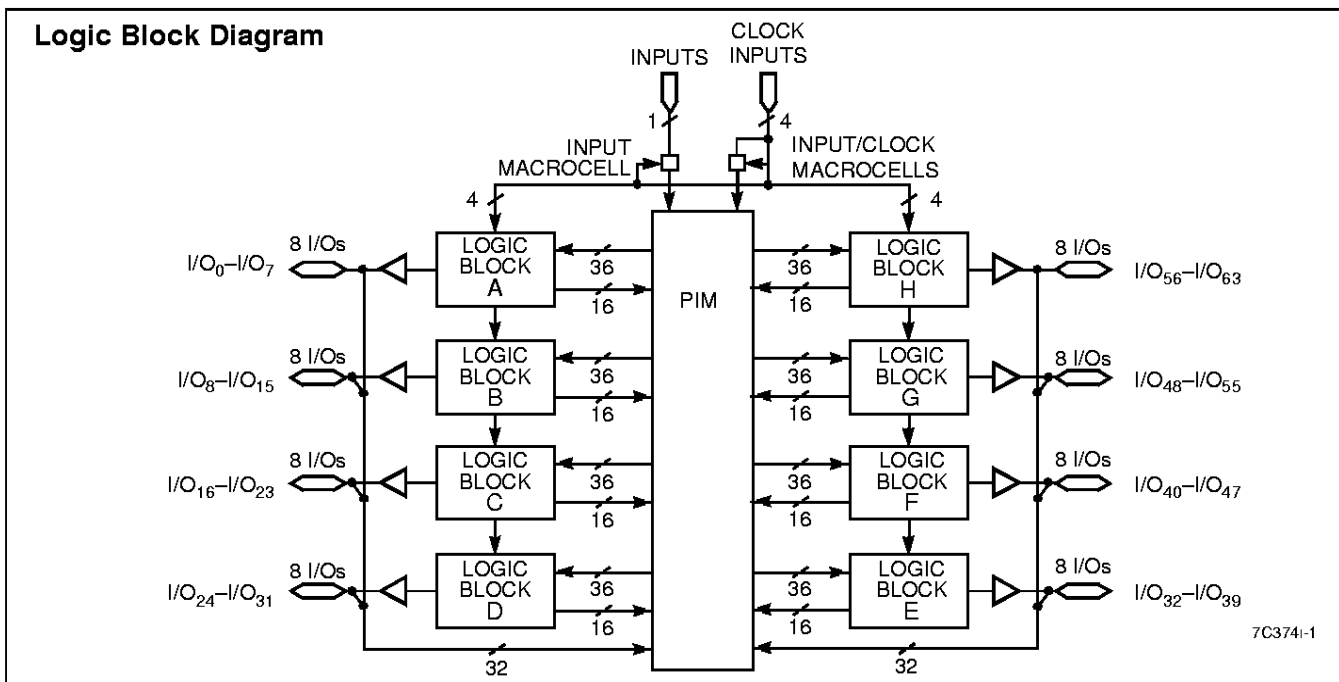 Logic Block Diagram
INPUTS
CLOCK
INPUTS
1
4
INPUT
MACROCELL
INPUT/CLOCK
MACROCELLS
4
4
I/O0–I/O7
8 I/Os
LOGIC
BLOCK
A
36
16
PIM
36
16
LOGIC
BLOCK
H
8 I/Os
I/O56–I/O63
I/O8–I/O15
8 I/Os
LOGIC
BLOCK
B
36
16
36
16
LOGIC
BLOCK
G
8 I/Os
I/O48–I/O55
I/O16–I/O23
8 I/Os
LOGIC
BLOCK
C
36
16
36
16
LOGIC
BLOCK
F
8 I/Os
I/O40–I/O47
I/O24–I/O31
8 I/Os
LOGIC
BLOCK
D
36
16
36
16
LOGIC
BLOCK
E
8 I/Os
I/O32–I/O39
32
32
7C374i-1